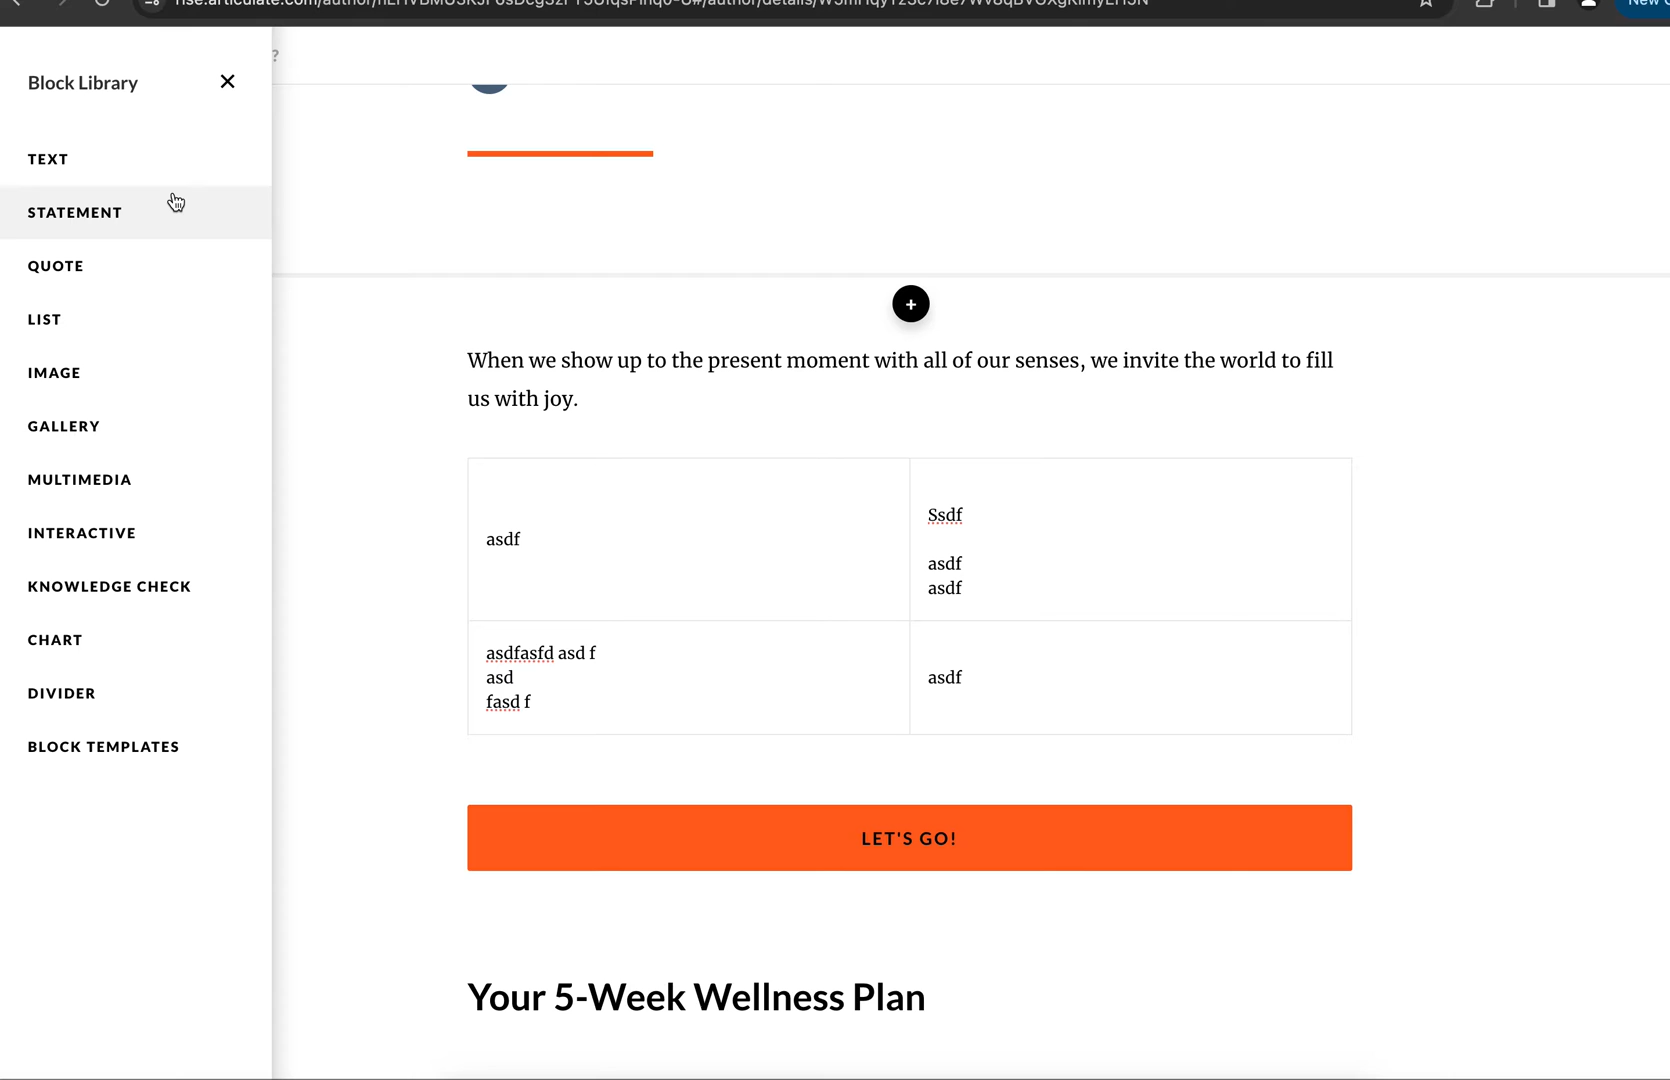 Block Library
TEXT
STATEMENT
QUOTE
LIST
IMAGE
GALLERY
MULTIMEDIA
INTERACTIVE
KNOWLEDGE CHECK
CHART
DIVIDER
BLOCK TEMPLATES
?
+
When we show up to the present moment with all of our senses, we invite the world to fill
us with joy.
asdf
Ssdf
asdf
asdf
asdfasfd asd f
asd
fasd f
asdf
LET'S GO!
Your 5-Week Wellness Plan